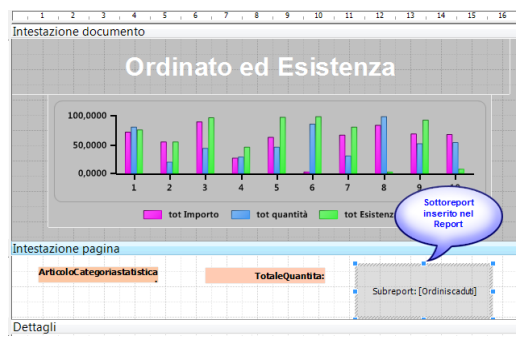 1 2 3 4 5 6 7 8 9 10 11 12 13 14 15 16
Intestazione documento
Ordinato ed Esistenza
100,0000
50,0000
0,0000
1 2 3 4 5 6 7 8 9
tot Importo tot quantità tot Esistenz
Sottoreport
inserito nel
Report
Intestazione pagina
ArticoloCategoriastatistica
TotaleQuantita:
Subreport: [Ordiniscaduti]
Dettagli